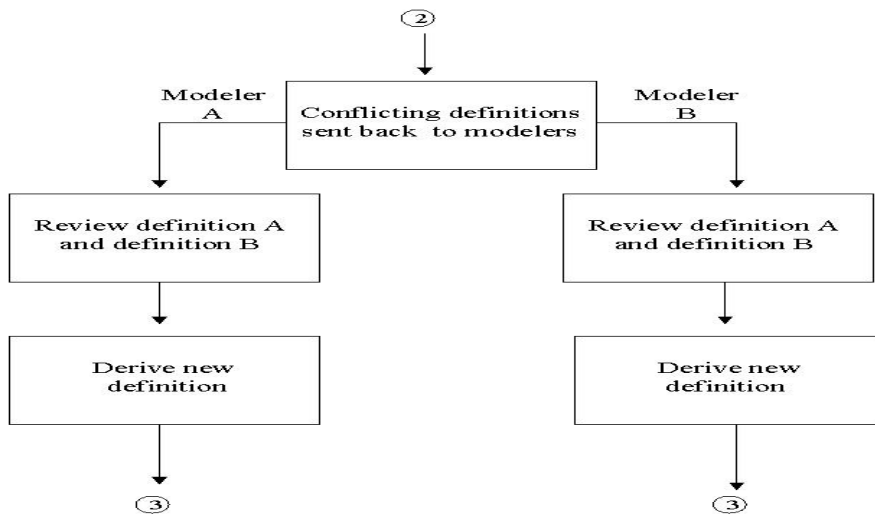 2
Modeler
A
Conflicting definitions
sent back to modelers
Modeler
B
Review definition A
and definition B
Review definition A
and definition B
Derive new
definition
Derive new
definition
3
3